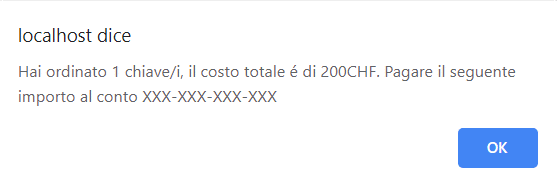 localhost dice
Hai ordinato 1 chiave/i, il costo totale é di 200CHF. Pagare il seguente
importo al conto XXX-XXX-XXX-XXX
OK